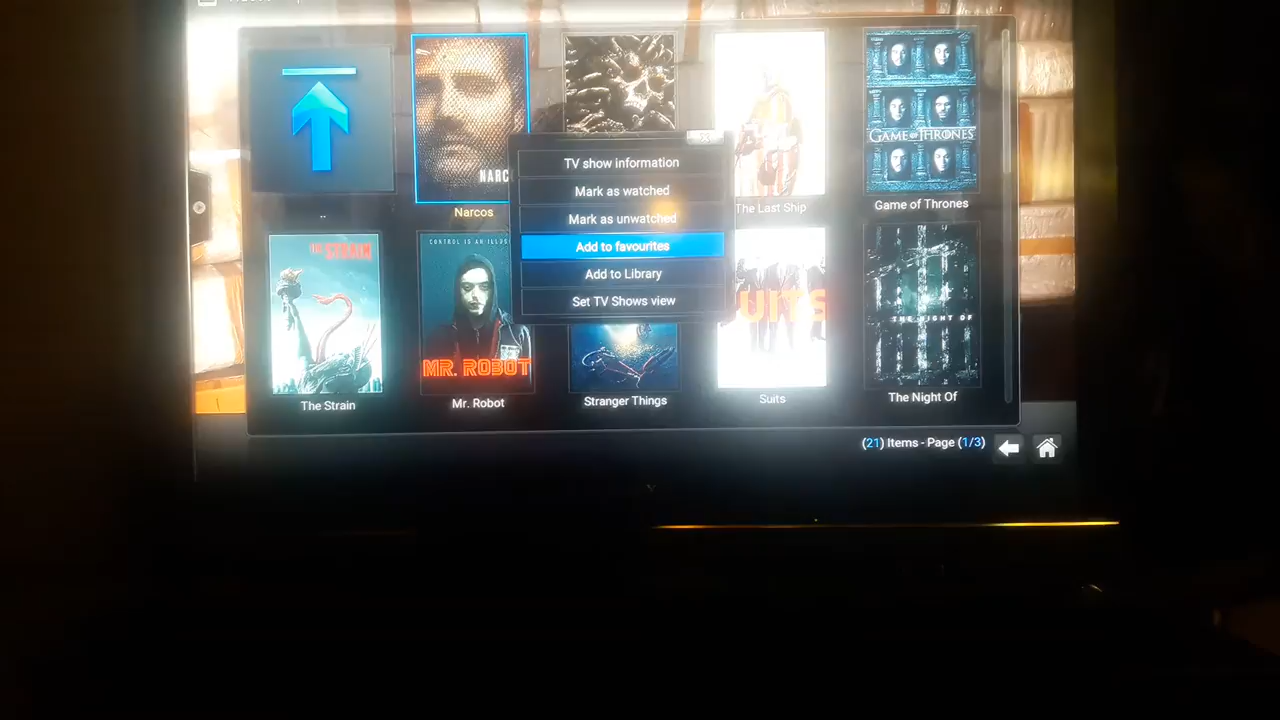 NARC
GAME OF THRONES
TV show information
Mark as watched
Mark as unwatched
Add to favourites
Add to Library
Set TV Shows view
..
Narcos
The Last Ship
Game of Thrones
THE STRAIN
CONTROL IS AN ILLUS
MR. ROBOT
UITS
THE NIGHT OF
The Strain
Mr. Robot
Stranger Things
Suits
The Night Of
(21) Items - Page (1/3)